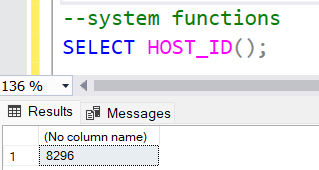 --system functions
SELECT HOST_ID();
136 %
Results Messages
(No column name)
1 8296